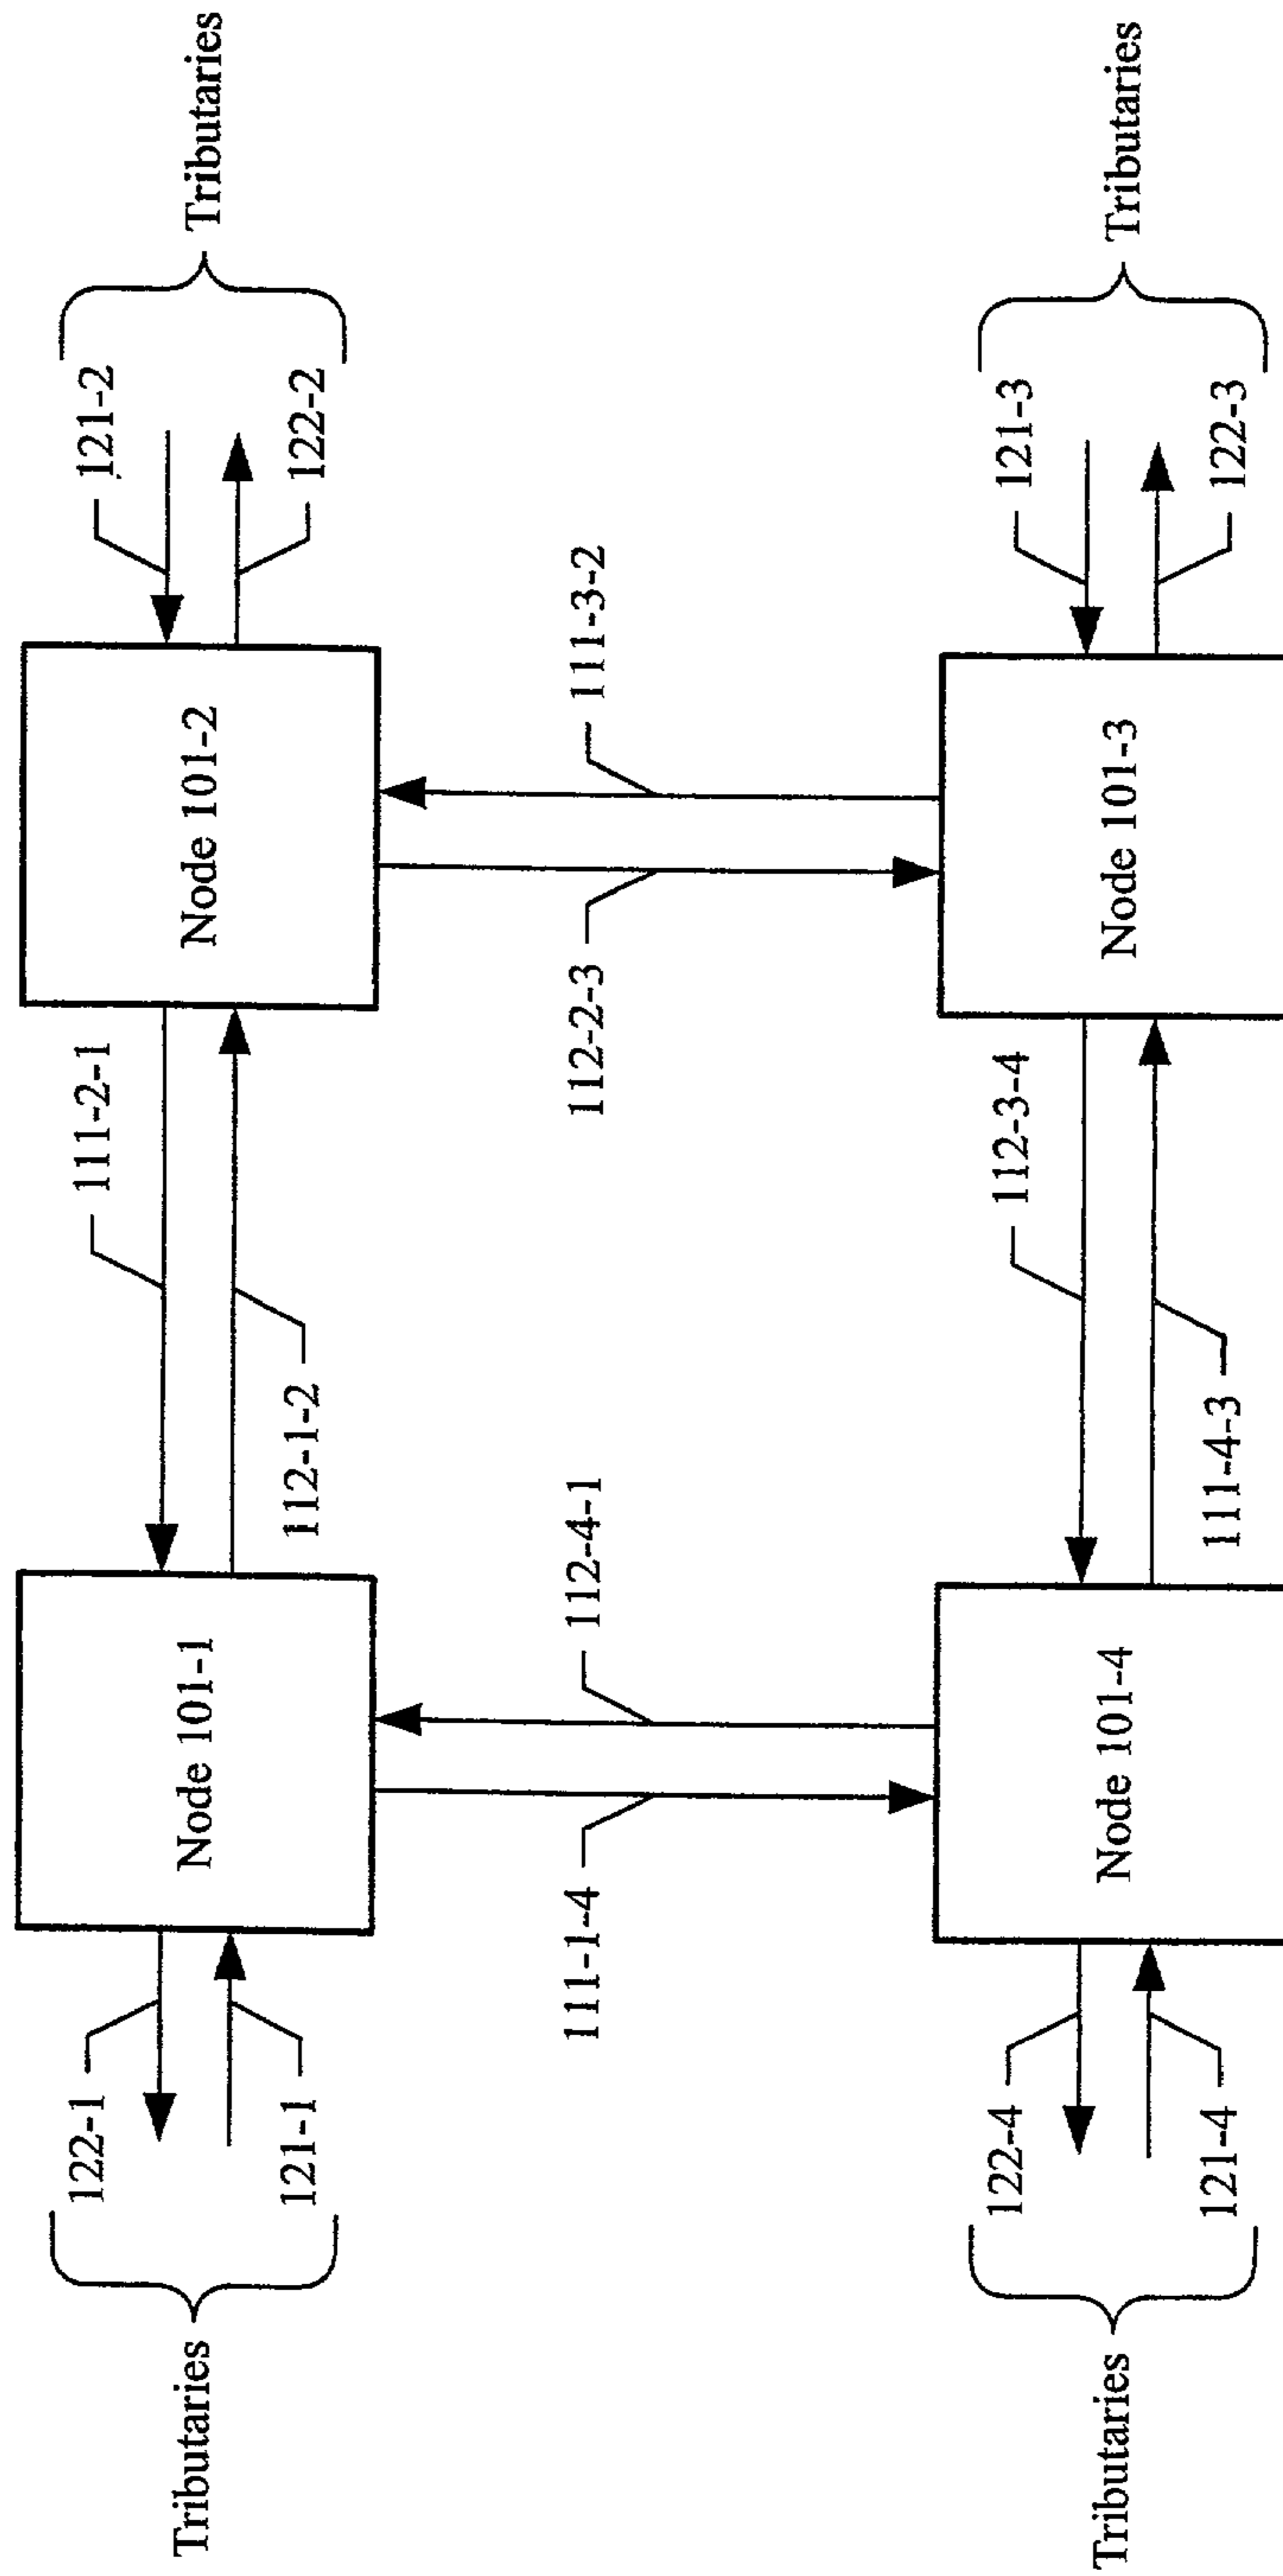 Tributaries
122-1
121-1
Node 101-1
111-2-1
112-1-2
Node 101-2
121-2
122-2
Tributaries
111-1-4
112-4-1
112-2-3
111-3-2
Tributaries
122-4
121-4
Node 101-4
112-3-4
111-4-3
Node 101-3
121-3
122-3
Tributaries